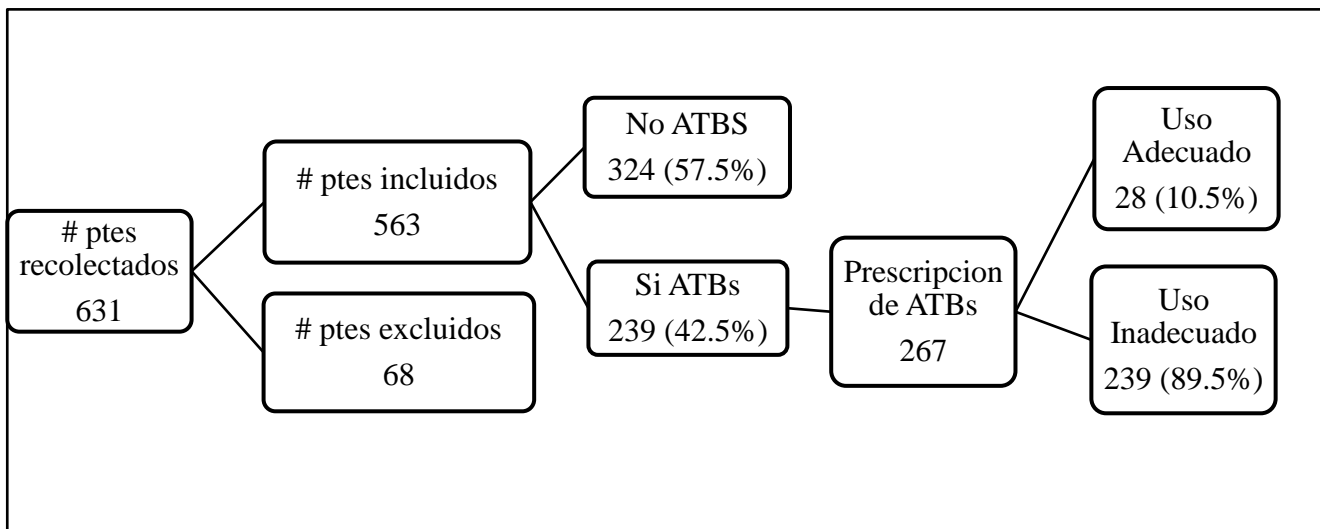 # ptes
recolectados
631
# ptes incluidos
563
# ptes excluidos
68
No ATBS
324 (57.5%)
Si ATBs
239 (42.5%)
Prescripcion
de ATBs
267
Uso
Adecuado
28 (10.5%)
Uso
Inadecuado
239 (89.5%)